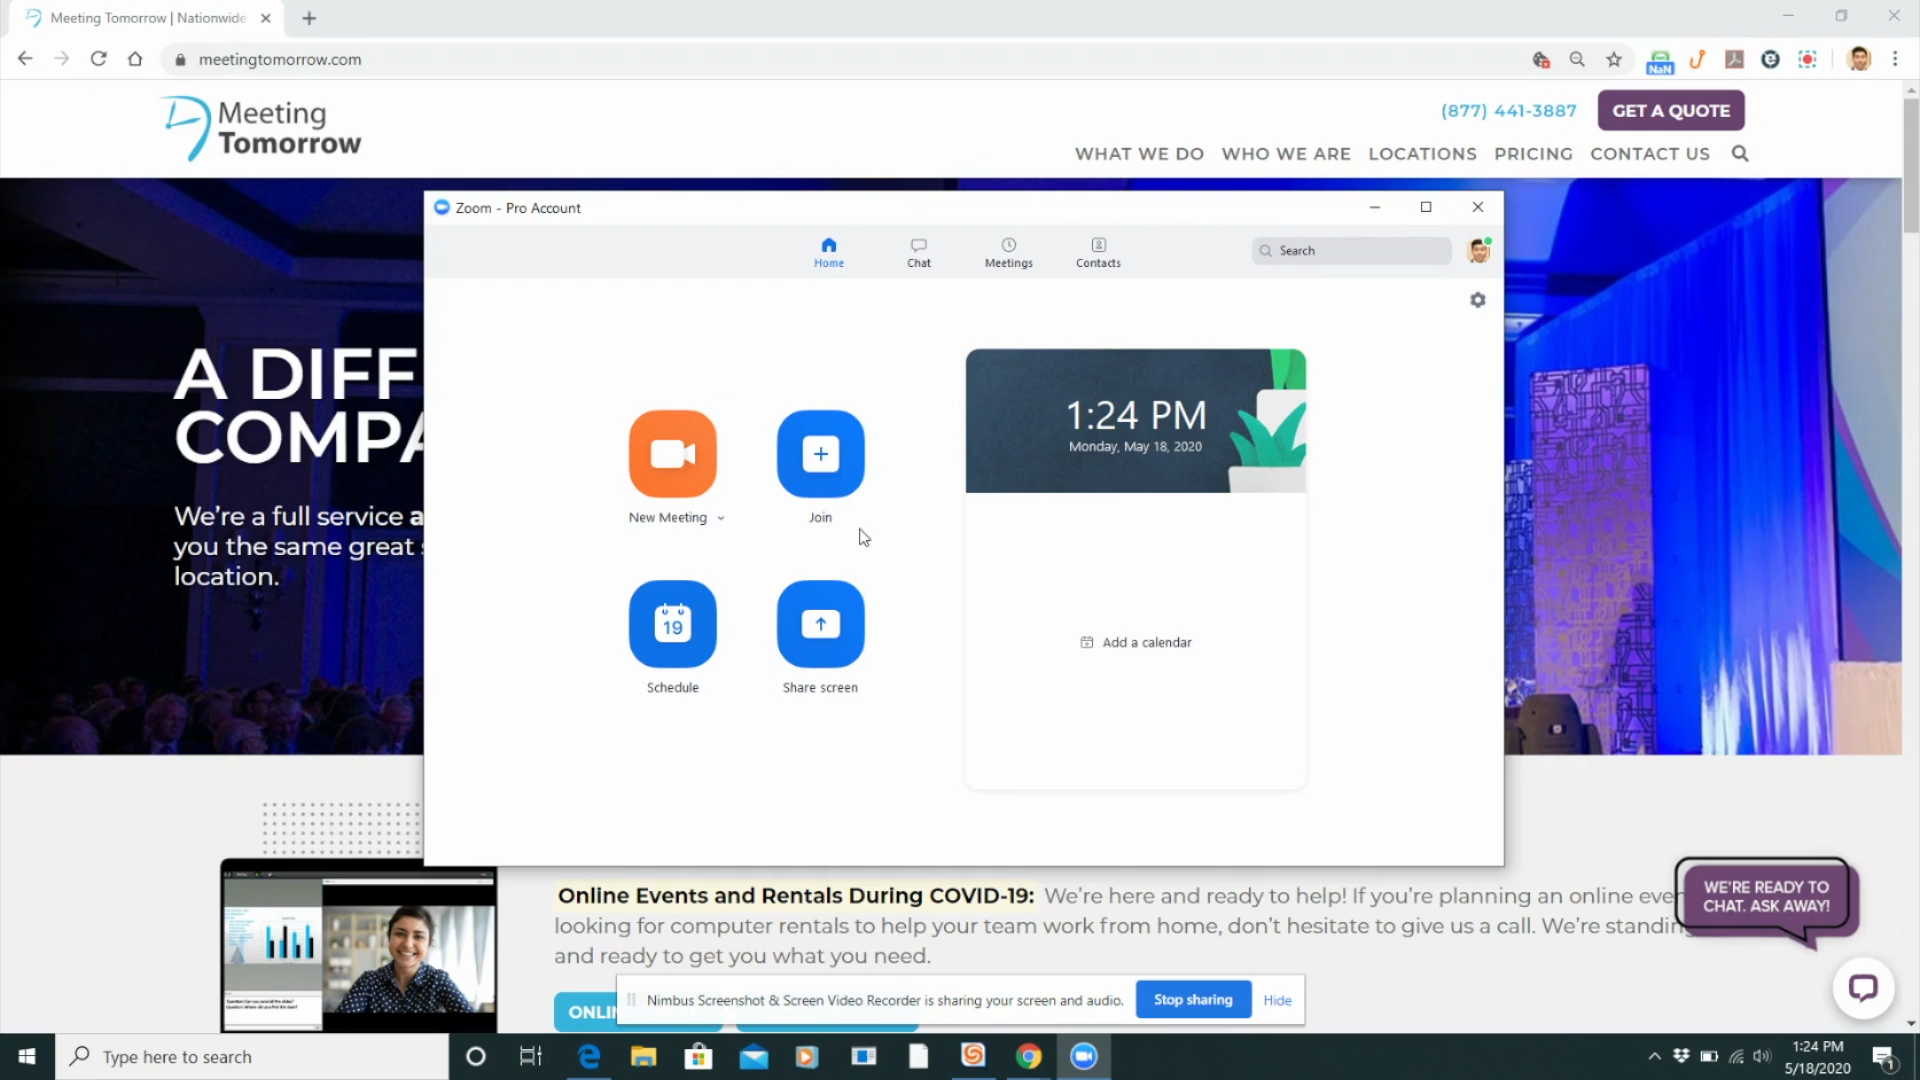 Meeting Tomorrow | Nationwide
meetingtomorrow.com
NaN
Meeting
Tomorrow
(877) 441-3887
GET A QUOTE
WHAT WE DO WHO WE ARE LOCATIONS PRICING CONTACT US
Zoom - Pro Account
Home
Chat
Meetings
Contacts
Search
A DIFF
COMPA
We're a full service a
you the same great
location.
1:24 PM
Monday, May 18, 2020
New Meeting
Join
19
Schedule
Share screen
Add a calendar
Online Events and Rentals During COVID-19: We're here and ready to help! If you're planning an online eve
looking for computer rentals to help your team work from home, don't hesitate to give us a call. We're standing
and ready to get you what you need.
WE'RE READY TO
CHAT. ASK AWAY!
ONLIN
Nimbus Screenshot & Screen Video Recorder is sharing your screen and audio.
Stop sharing
Hide
Type here to search
1:24 PM
5/18/2020
1